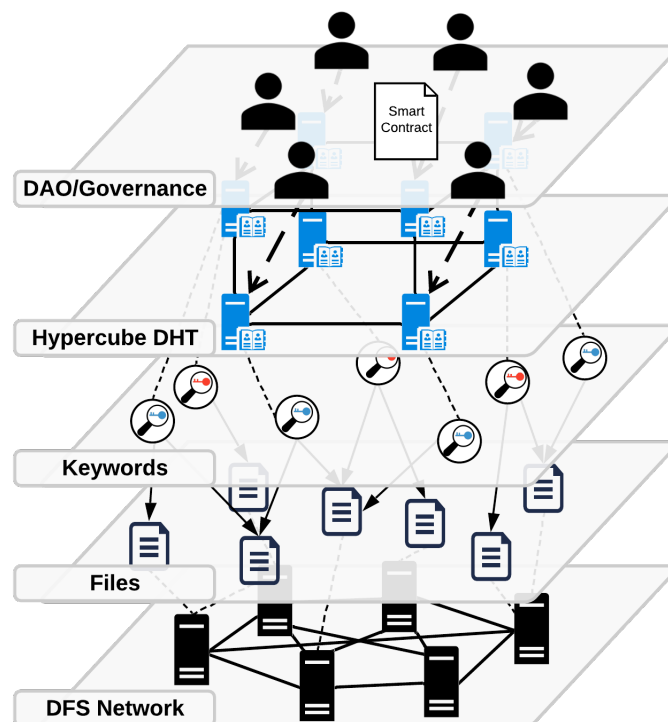 Smart
Contract
DAO/Governance
Hypercube DHT
Keywords
Files
DFS Network